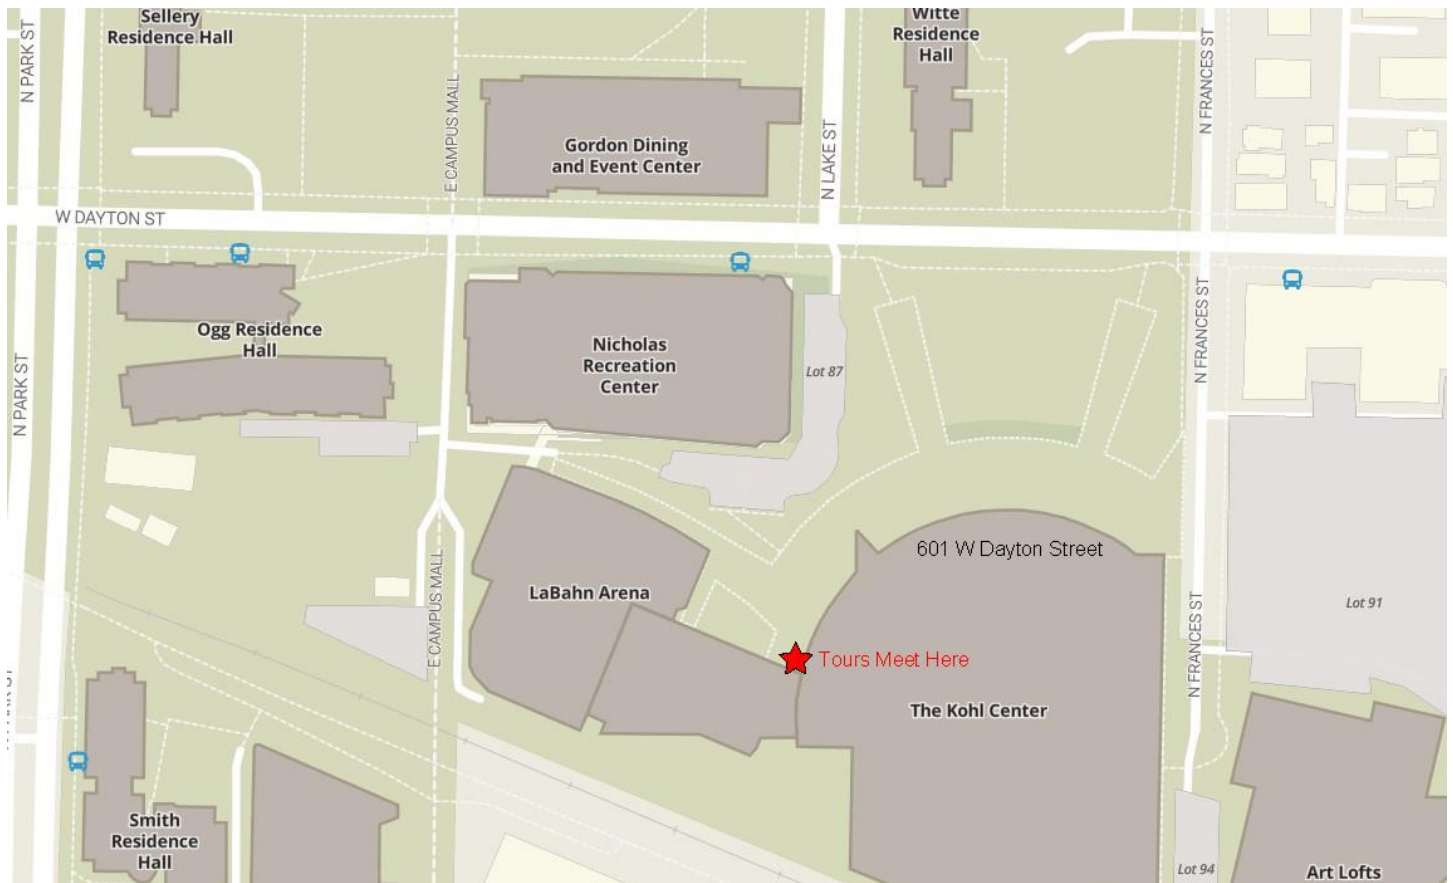 Sellery
Residence Hall
Witte
Residence
Hall
N PARK ST
E CAMPUS MALL
N LAKE ST
N FRANCES ST
Gordon Dining
and Event Center
W DAYTON ST
Ogg Residence
Hall
Nicholas
Recreation
Center
Lot 87
N PARK ST
N FRANCES ST
601 W Dayton Street
LaBahn Arena
E CAMPUS MALL
Lot 91
N FRANCES ST
Tours Meet Here
The Kohl Center
Smith
Residence
Hall
Lot 94
Art Lofts